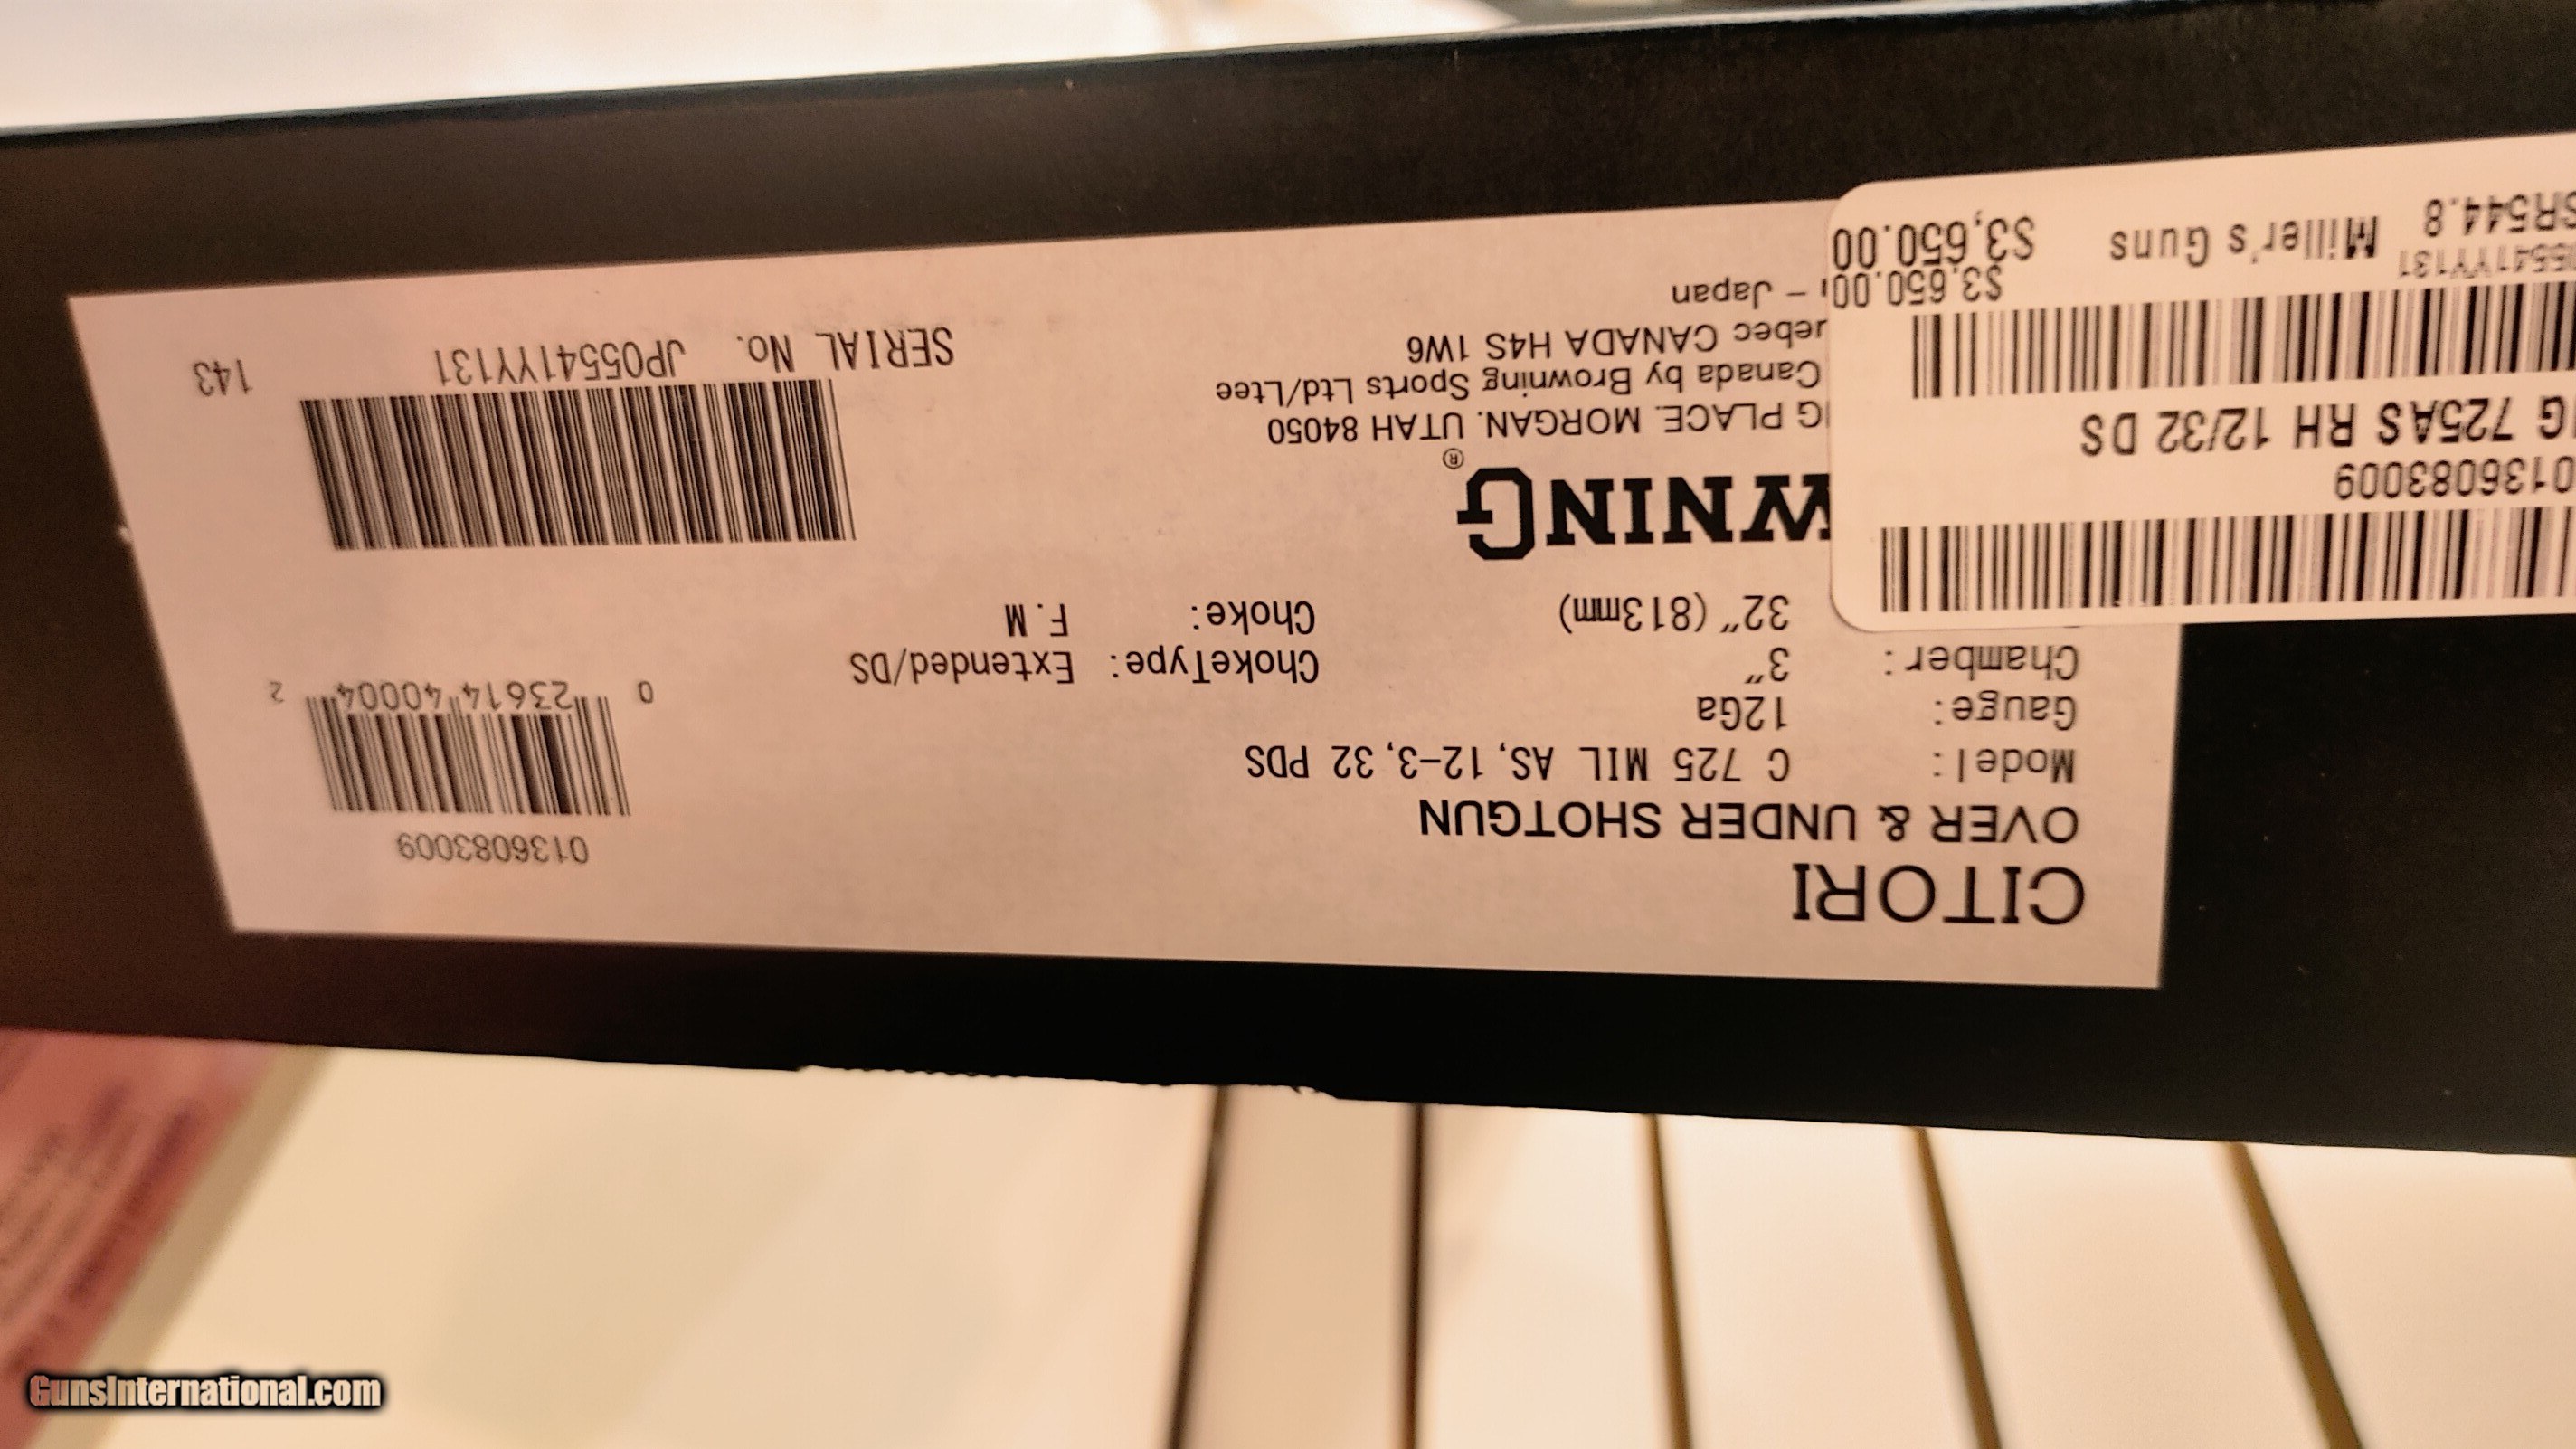 CITORI
OVER & UNDER SHOTGUN
Model: C 725 MIL AS, 12-3, 32 PDS
Gauge: 12Ga
Chamber: 3" ChokeType: Extended/DS
32" (813mm) Choke: F.M
WNING®
G PLACE. MORGAN. UTAH 84050
Canada by Browning Sports Ltd/Ltee
uebec CANADA H4S 1W6
- Japan
0136083009
0 23614 40004 2
SERIAL No. JP05541YY131 143
0136083009
G 725AS RH 12/32 DS
$3,650.00
05541YY131
Miller's Guns $3,650.00
SR544.8
GunsInternational.com